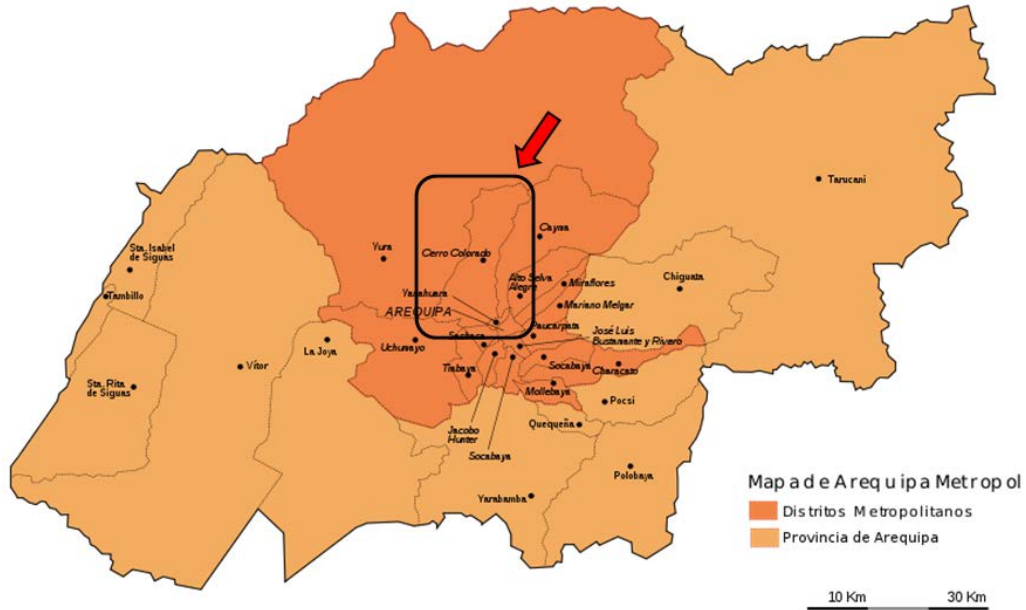 Tarucani
Cayma
Yura
Cerro Colorado
Sta. Isabel
de Siguas
Chiguata
Alto Selva
Alegre
Miraflores
Tambillo
Yanahuara
Mariano Melgar
AREQUIPA
Paucarpata
José Luis
Bustamante y Rivero
Sachaca
Uchumayo
La Joya
Vítor
Tiabaya
Socabaya
Characato
Sta. Rita
de Siguas
Mollebaya
Pocsi
Jacobo
Hunter
Quequeña
Socabaya
Polobaya
Yarabamba
Mapa de Arequipa Metropol
Distritos Metropolitanos
Provincia de Arequipa
10 Km
30 Km